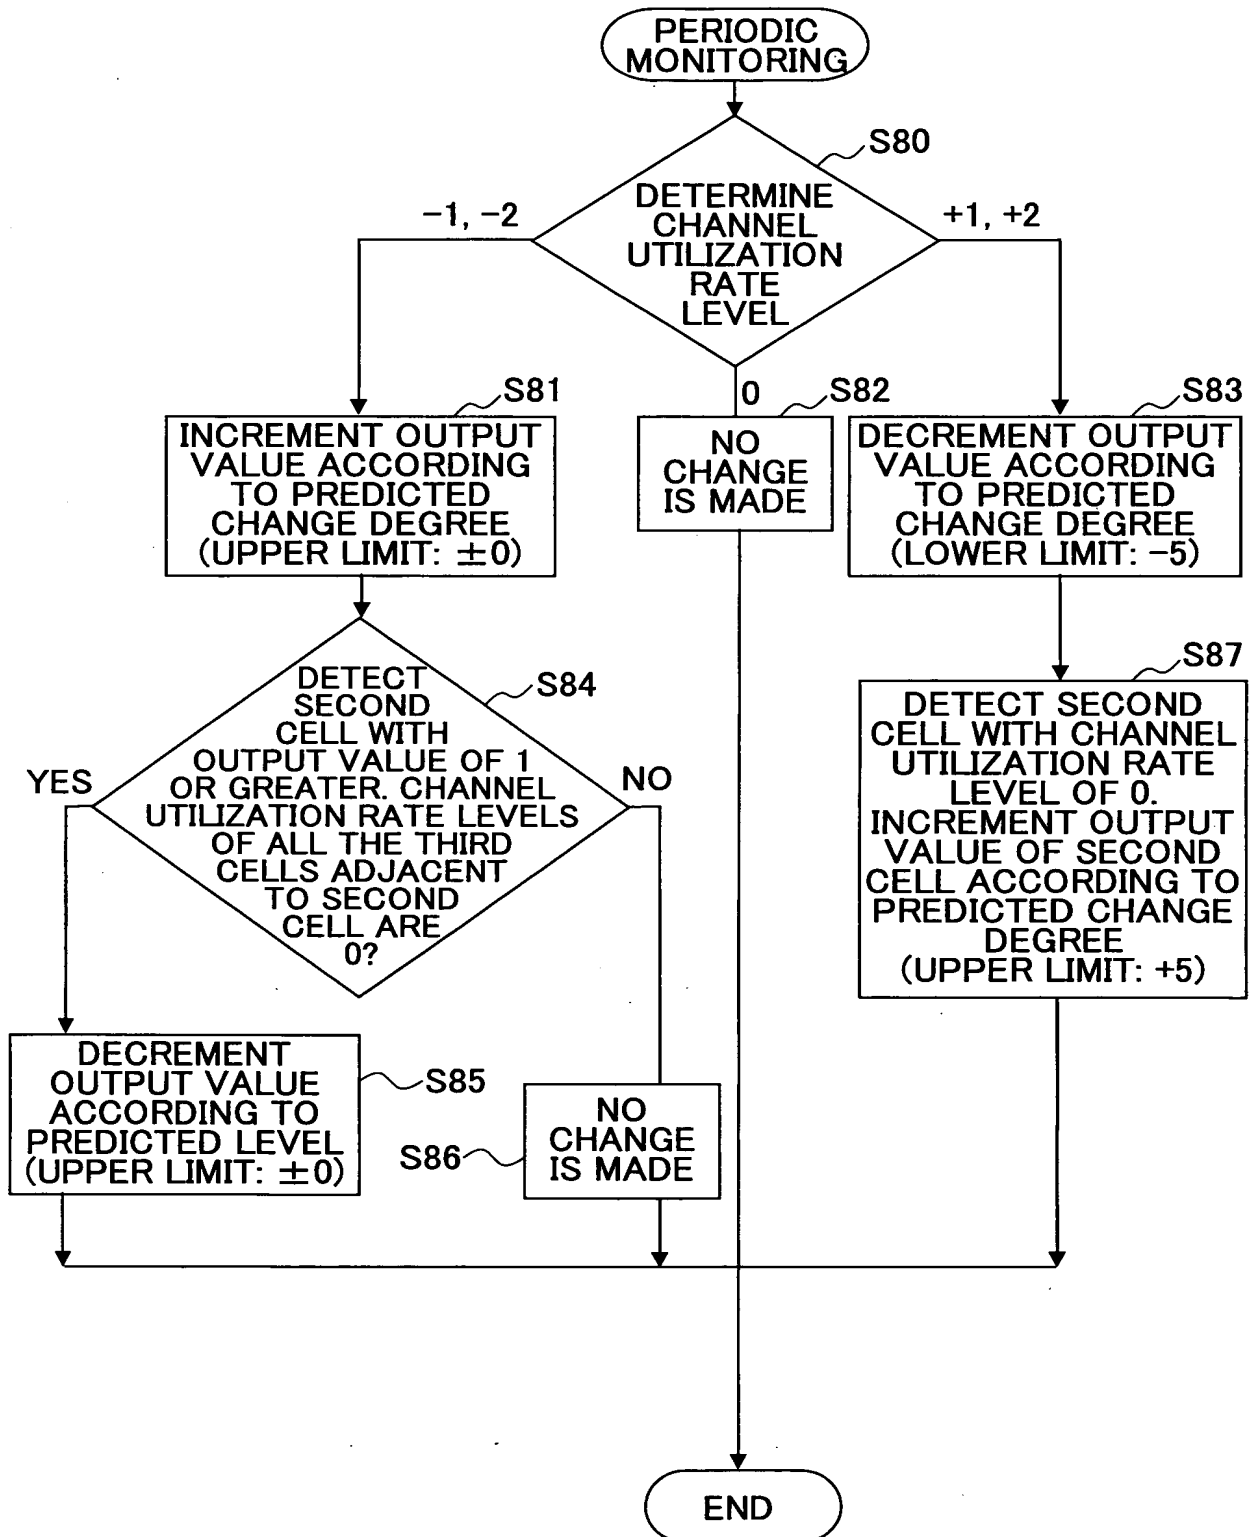 PERIODIC
MONITORING
S80
DETERMINE
CHANNEL
UTILIZATION
RATE
LEVEL
-1, -2
+1, +2
0
S81
INCREMENT OUTPUT
VALUE ACCORDING
TO PREDICTED
CHANGE DEGREE
(UPPER LIMIT: ±0)
S82
NO
CHANGE
IS MADE
S83
DECREMENT OUTPUT
VALUE ACCORDING
TO PREDICTED
CHANGE DEGREE
(LOWER LIMIT: -5)
S84
DETECT
SECOND
CELL WITH
OUTPUT VALUE OF 1
OR GREATER. CHANNEL
UTILIZATION RATE LEVELS
OF ALL THE THIRD
CELLS ADJACENT
TO SECOND
CELL ARE
0?
YES
NO
S87
DETECT SECOND
CELL WITH CHANNEL
UTILIZATION RATE
LEVEL OF 0.
INCREMENT OUTPUT
VALUE OF SECOND
CELL ACCORDING TO
PREDICTED CHANGE
DEGREE
(UPPER LIMIT: +5)
DECREMENT
OUTPUT VALUE
ACCORDING TO
PREDICTED LEVEL
(UPPER LIMIT: ±0)
S85
S86
NO
CHANGE
IS MADE
END